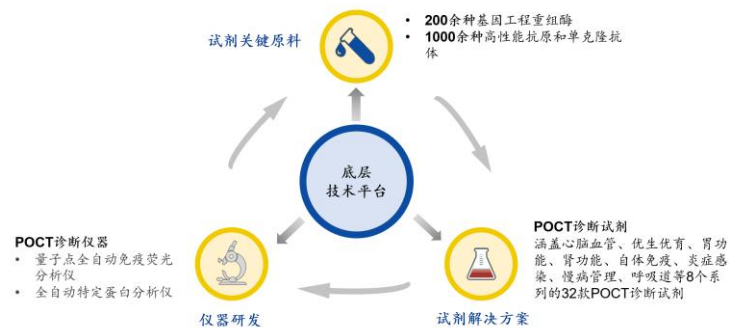 试剂关键原料
• 200余种基因工程重组酶
• 1000余种高性能抗原和单克隆抗
体
底层
技术平台
POCT诊断仪器
• 量子点全自动免疫荧光
分析仪
• 全自动特定蛋白分析仪
仪器研发
POCT诊断试剂
涵盖心脑血管、优生优育、胃功
能、肾功能、自体免疫、炎症感
染、慢病管理、呼吸道等8个系
列的32款POCT诊断试剂
试剂解决方案